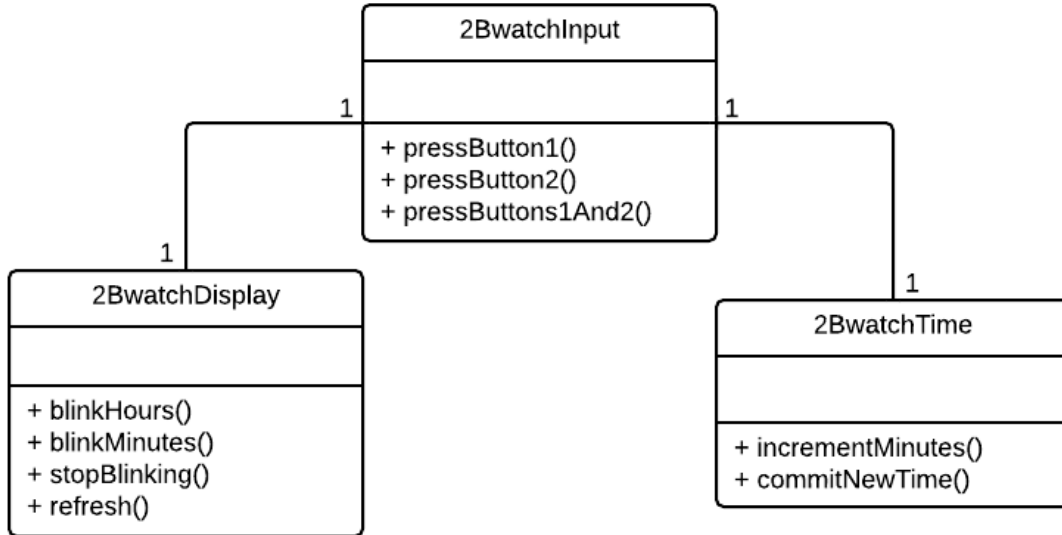 2BwatchInput
1
1
+ pressButton1()
+ pressButton2()
+ pressButtons1And2()
1
2BwatchDisplay
+ blinkHours()
+ blinkMinutes()
+ stopBlinking()
+ refresh()
1
2BwatchTime
+ incrementMinutes()
+ commitNewTime()